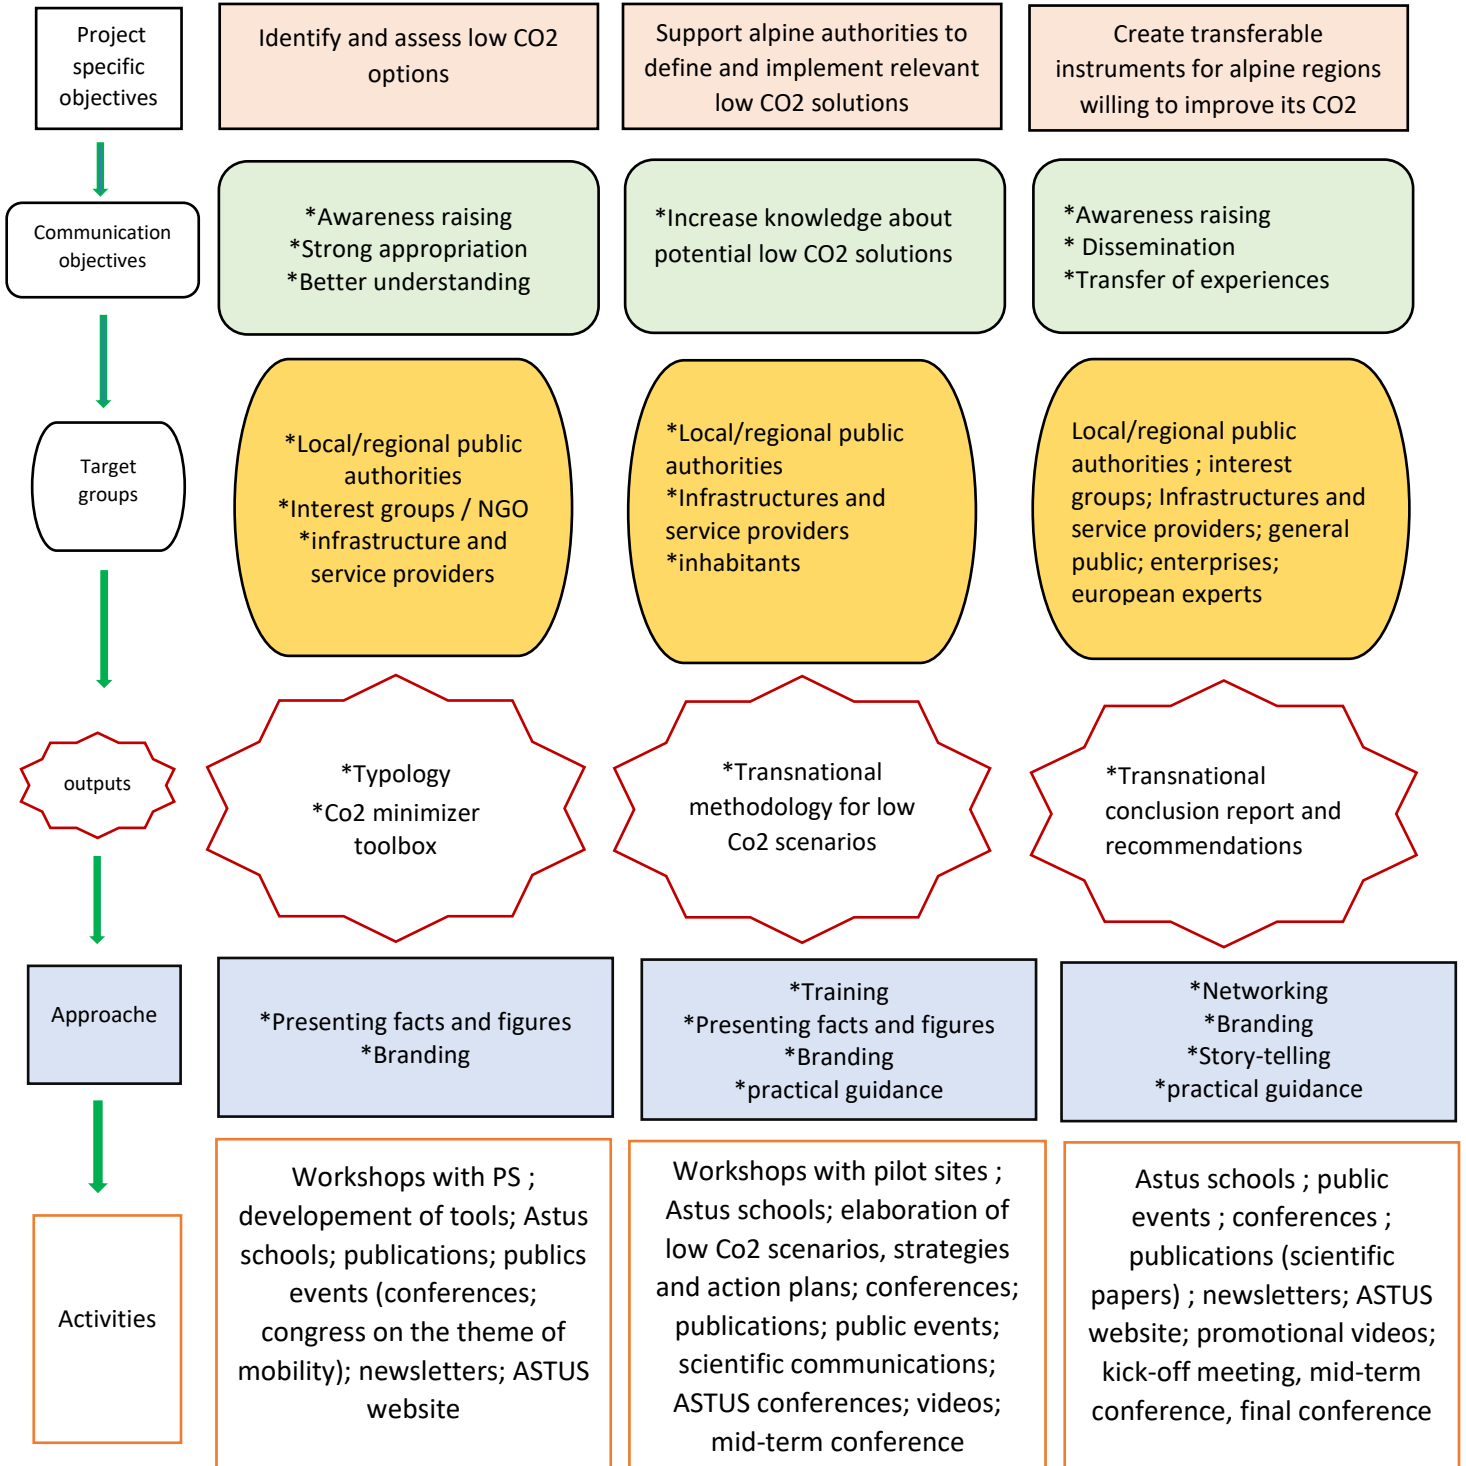 Project
specific
objectives
Identify and assess low CO2
options
Support alpine authorities to
define and implement relevant
low CO2 solutions
Create transferable
instruments for alpine regions
willing to improve its CO2
Communication
objectives
*Awareness raising
*Strong appropriation
*Better understanding
*Increase knowledge about
potential low CO2 solutions
*Awareness raising
* Dissemination
*Transfer of experiences
Target
groups
*Local/regional public
authorities
*Interest groups / NGO
*infrastructure and
service providers
*Local/regional public
authorities
*Infrastructures and
service providers
*inhabitants
Local/regional public
authorities ; interest
groups; Infrastructures and
service providers; general
public; enterprises;
european experts
outputs
*Typology
*Co2 minimizer
toolbox
*Transnational
methodology for low
Co2 scenarios
*Transnational
conclusion report and
recommendations
Approache
*Presenting facts and figures
*Branding
*Training
*Presenting facts and figures
*Branding
*practical guidance
*Networking
*Branding
*Story-telling
*practical guidance
Activities
Workshops with PS ;
developement of tools; Astus
schools; publications; publics
events (conferences;
congress on the theme of
mobility); newsletters; ASTUS
website
Workshops with pilot sites ;
Astus schools; elaboration of
low Co2 scenarios, strategies
and action plans; conferences;
publications; public events;
scientific communications;
ASTUS conferences; videos;
mid-term conference
Astus schools ; public
events ; conferences ;
publications (scientific
papers) ; newsletters; ASTUS
website; promotional videos;
kick-off meeting, mid-term
conference, final conference